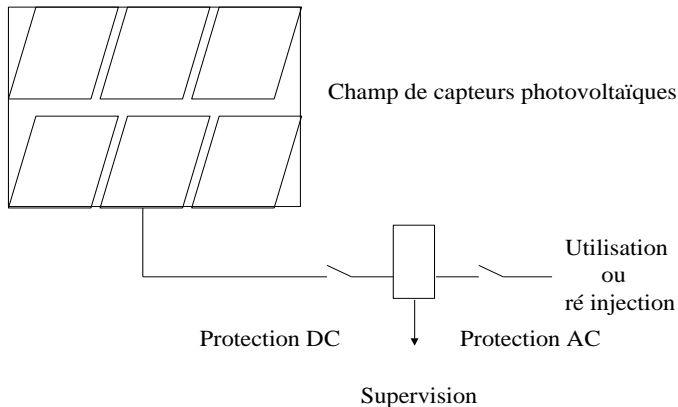 Champ de capteurs photovoltaïques
Utilisation
ou
ré injection
Protection DC
Protection AC
Supervision